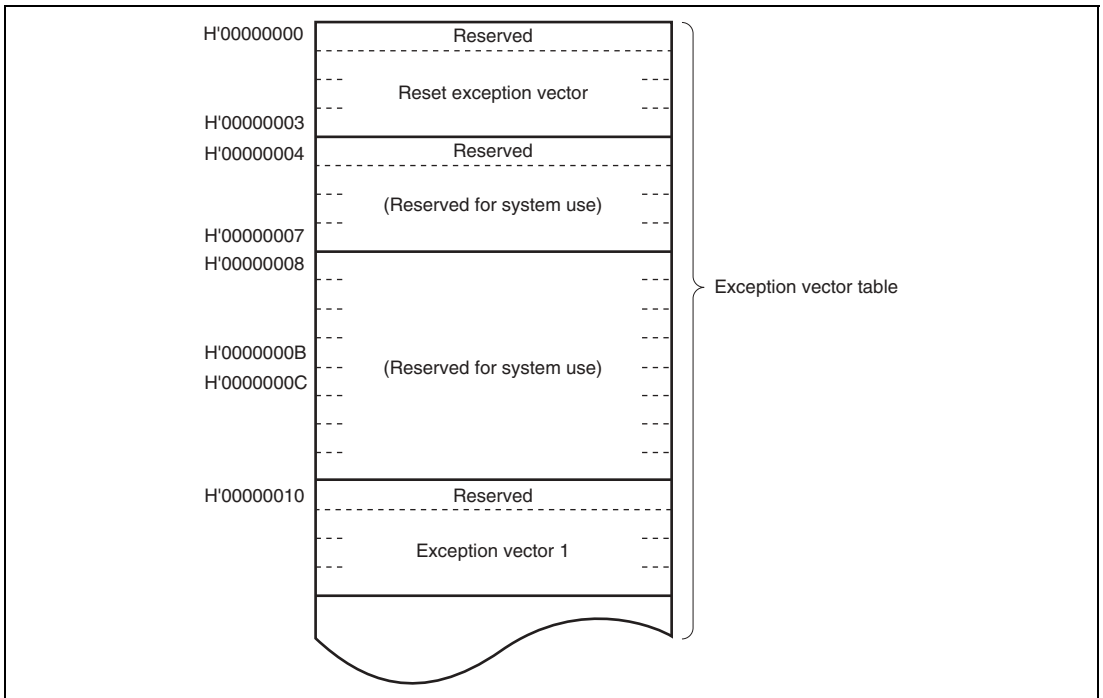 H'00000000 Reserved
Reset exception vector
H'00000003
H'00000004 Reserved
(Reserved for system use)
H'00000007
H'00000008
Exception vector table
H'0000000B
(Reserved for system use)
H'0000000C
H'00000010 Reserved
Exception vector 1